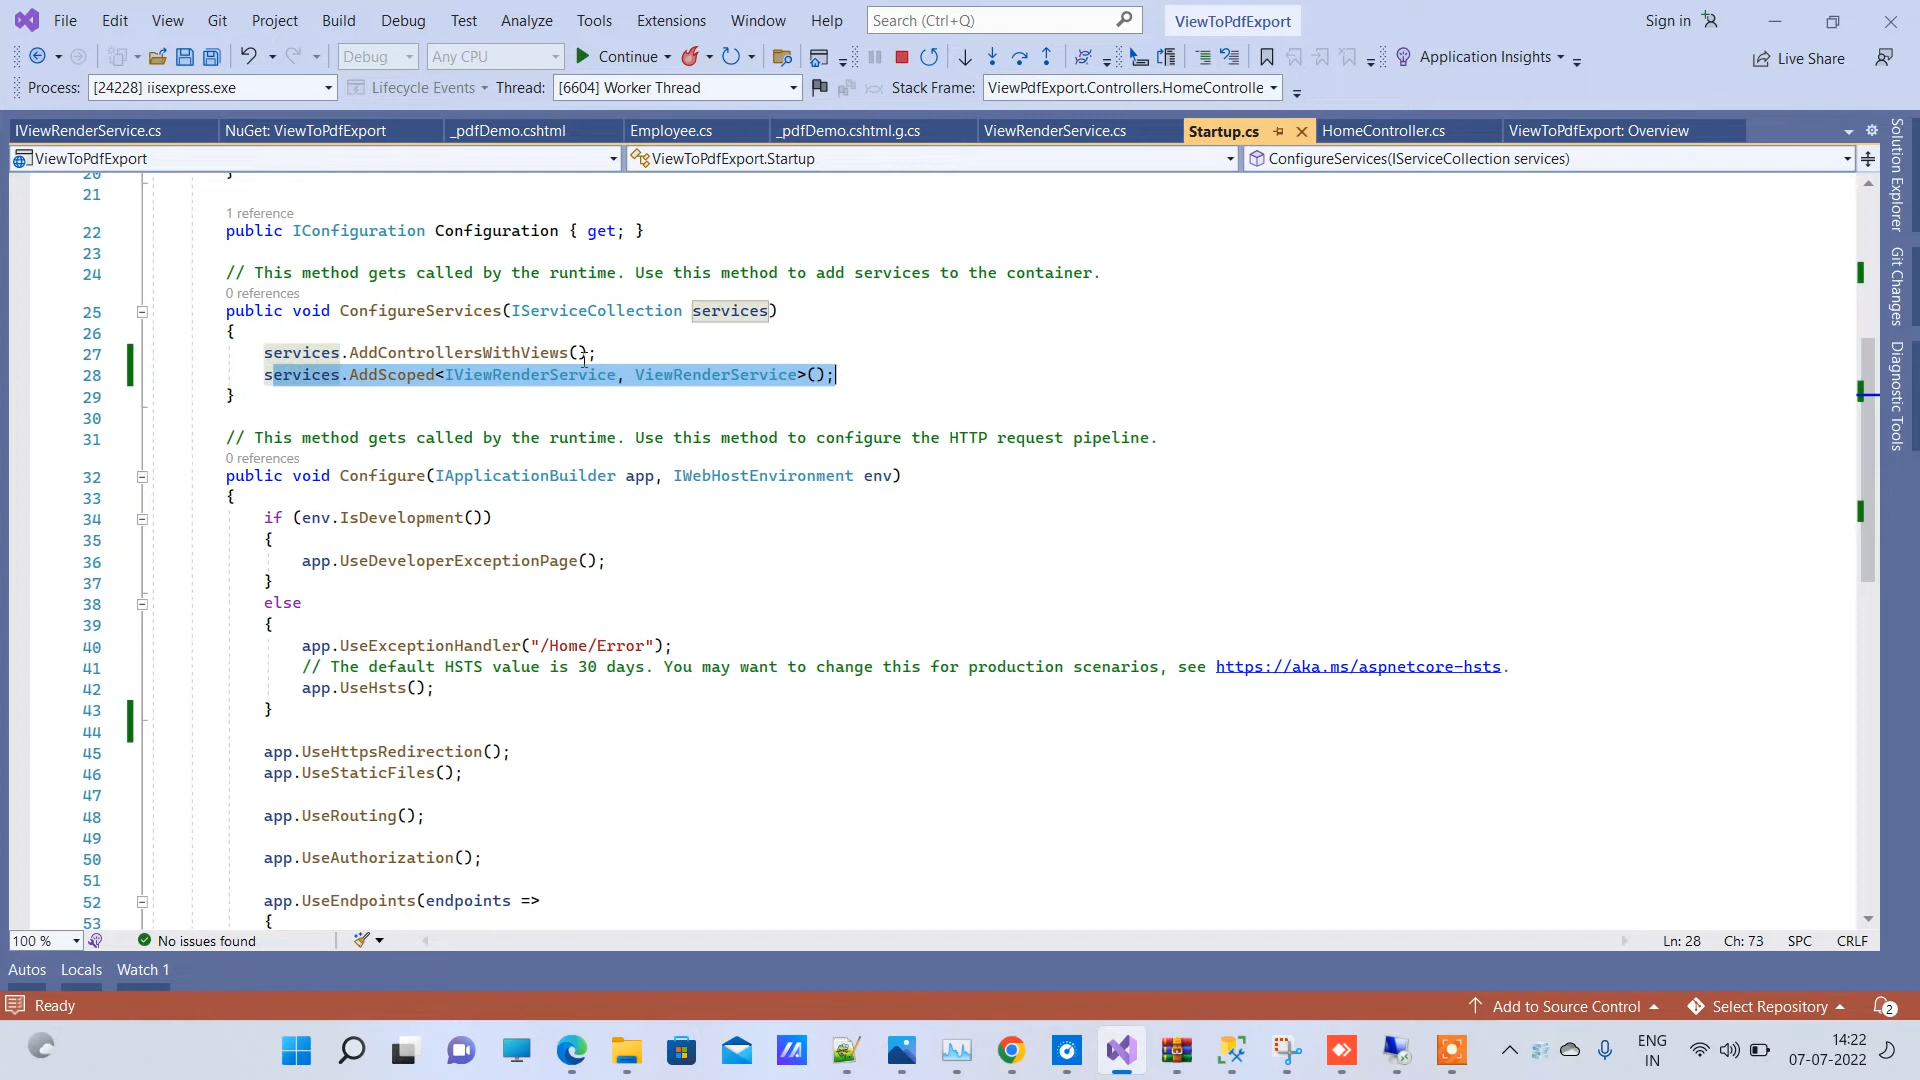 File Edit View Git Project Build Debug Test Analyze Tools Extensions Window Help Search (Ctrl+Q) ViewToPdfExport Sign in
Debug Any CPU Continue Application Insights Live Share
Process: [24228] iisexpress.exe Lifecycle Events Thread: [6604] Worker Thread Stack Frame: ViewPdfExport.Controllers.HomeControlle
IViewRenderService.cs NuGet: ViewToPdfExport _pdfDemo.cshtml Employee.cs _pdfDemo.cshtml.g.cs ViewRenderService.cs Startup.cs HomeController.cs ViewToPdfExport: Overview
ViewToPdfExport ViewToPdfExport.Startup ConfigureServices(IServiceCollection services)
20 }
21
1 reference
22 public IConfiguration Configuration { get; }
23
24 // This method gets called by the runtime. Use this method to add services to the container.
0 references
25 public void ConfigureServices(IServiceCollection services)
26 {
27 services.AddControllersWithViews();
28 services.AddScoped<IViewRenderService, ViewRenderService>();
29 }
30
31 // This method gets called by the runtime. Use this method to configure the HTTP request pipeline.
0 references
32 public void Configure(IApplicationBuilder app, IWebHostEnvironment env)
33 {
34 if (env.IsDevelopment())
35 {
36 app.UseDeveloperExceptionPage();
37 }
38 else
39 {
40 app.UseExceptionHandler("/Home/Error");
41 // The default HSTS value is 30 days. You may want to change this for production scenarios, see https://aka.ms/aspnetcore-hsts.
42 app.UseHsts();
43 }
44
45 app.UseHttpsRedirection();
46 app.UseStaticFiles();
47
48 app.UseRouting();
49
50 app.UseAuthorization();
51
52 app.UseEndpoints(endpoints =>
53 {
Solution Explorer
Git Changes
Diagnostic Tools
100 % No issues found Ln: 28 Ch: 73 SPC CRLF
Autos Locals Watch 1
Ready Add to Source Control Select Repository 2
ENG
IN
14:22
07-07-2022